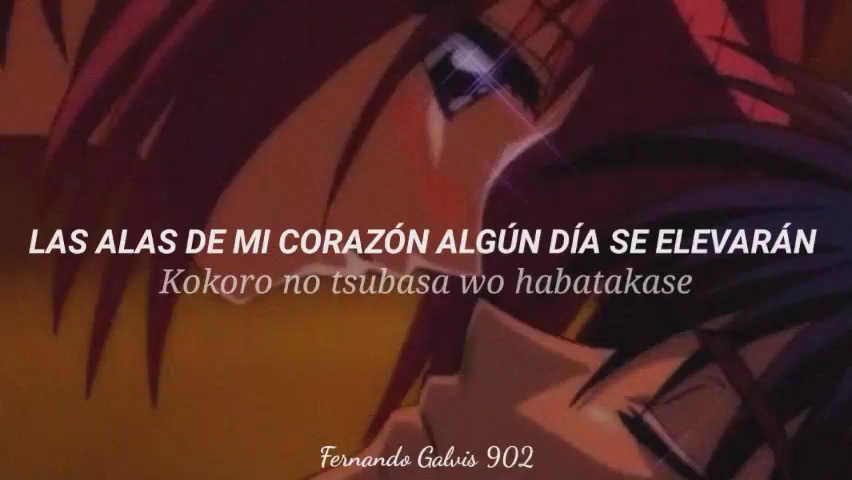 LAS ALAS DE MI CORAZÓN ALGÚN DÍA SE ELEVARÁN
Kokoro no tsubasa wo habatakase
Fernando Galvis 902